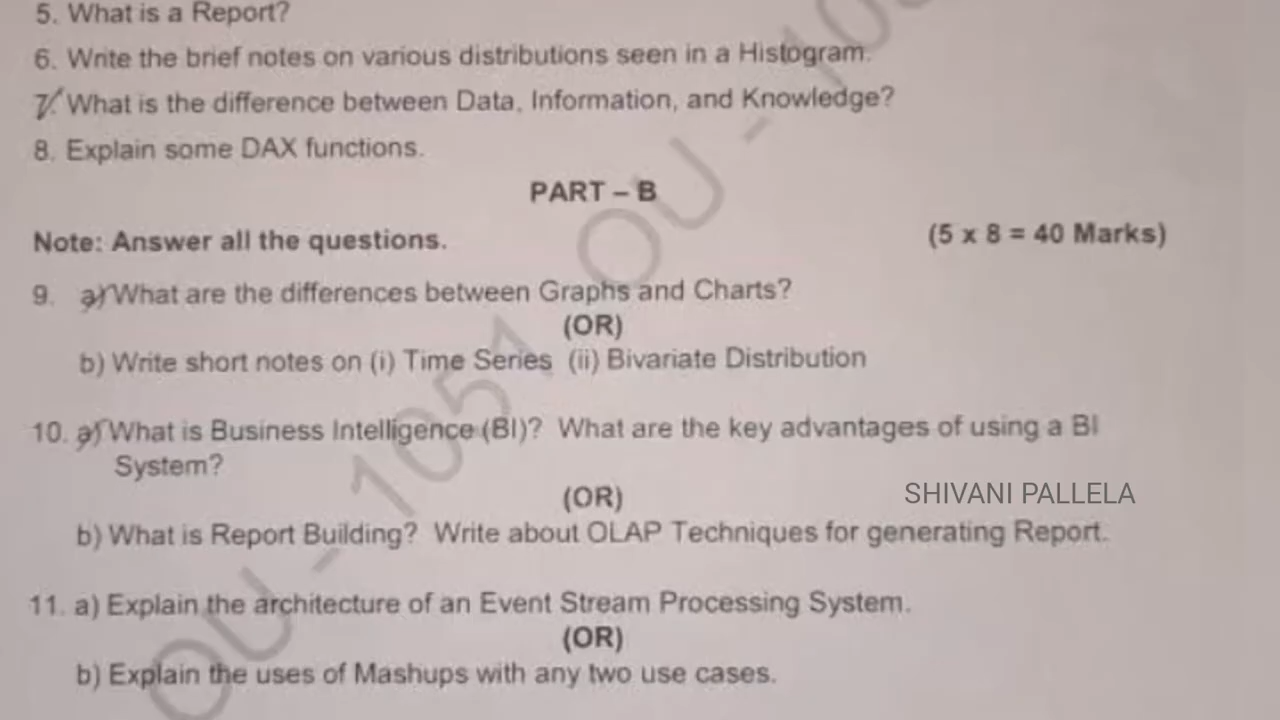 5. What is a Report?
6. Write the brief notes on various distributions seen in a Histogram.
7. What is the difference between Data, Information, and Knowledge?
8. Explain some DAX functions.
PART – B
Note: Answer all the questions.
(5 x 8 = 40 Marks)
9. a) What are the differences between Graphs and Charts?
(OR)
b) Write short notes on (i) Time Series (ii) Bivariate Distribution
10. a) What is Business Intelligence (BI)? What are the key advantages of using a BI
System?
SHIVANI PALLELA
(OR)
b) What is Report Building? Write about OLAP Techniques for generating Report.
11. a) Explain the architecture of an Event Stream Processing System.
(OR)
b) Explain the uses of Mashups with any two use cases.
OU - 1051 OU - 10